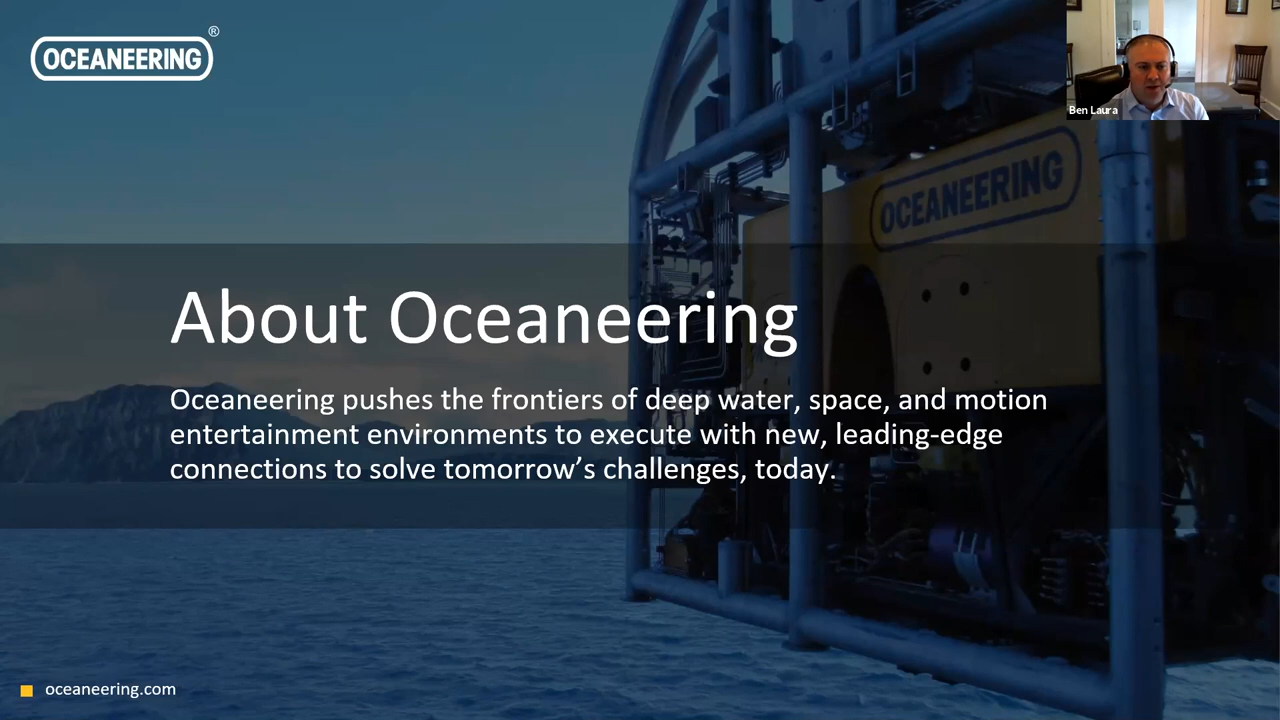 OCEANEERING®
Ben Laura
OCEANEERING
About Oceaneering
Oceaneering pushes the frontiers of deep water, space, and motion
entertainment environments to execute with new, leading-edge
connections to solve tomorrow’s challenges, today.
oceaneering.com